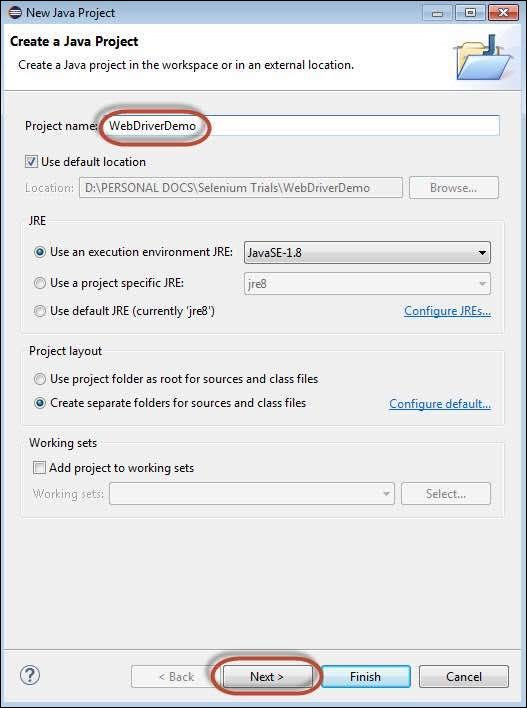 New Java Project
Create a Java Project
Create a Java project in the workspace or in an external location.
Project name: WebDriverDemo
Use default location
Location: D:\PERSONAL DOCS\Selenium Trials\WebDriverDemo Browse...
JRE
Use an execution environment JRE: JavaSE-1.8
Use a project specific JRE: jre8
Use default JRE (currently 'jre8') Configure JREs...
Project layout
Use project folder as root for sources and class files
Create separate folders for sources and class files Configure default...
Working sets
Add project to working sets
Working sets: Select...
? < Back Next > Finish Cancel